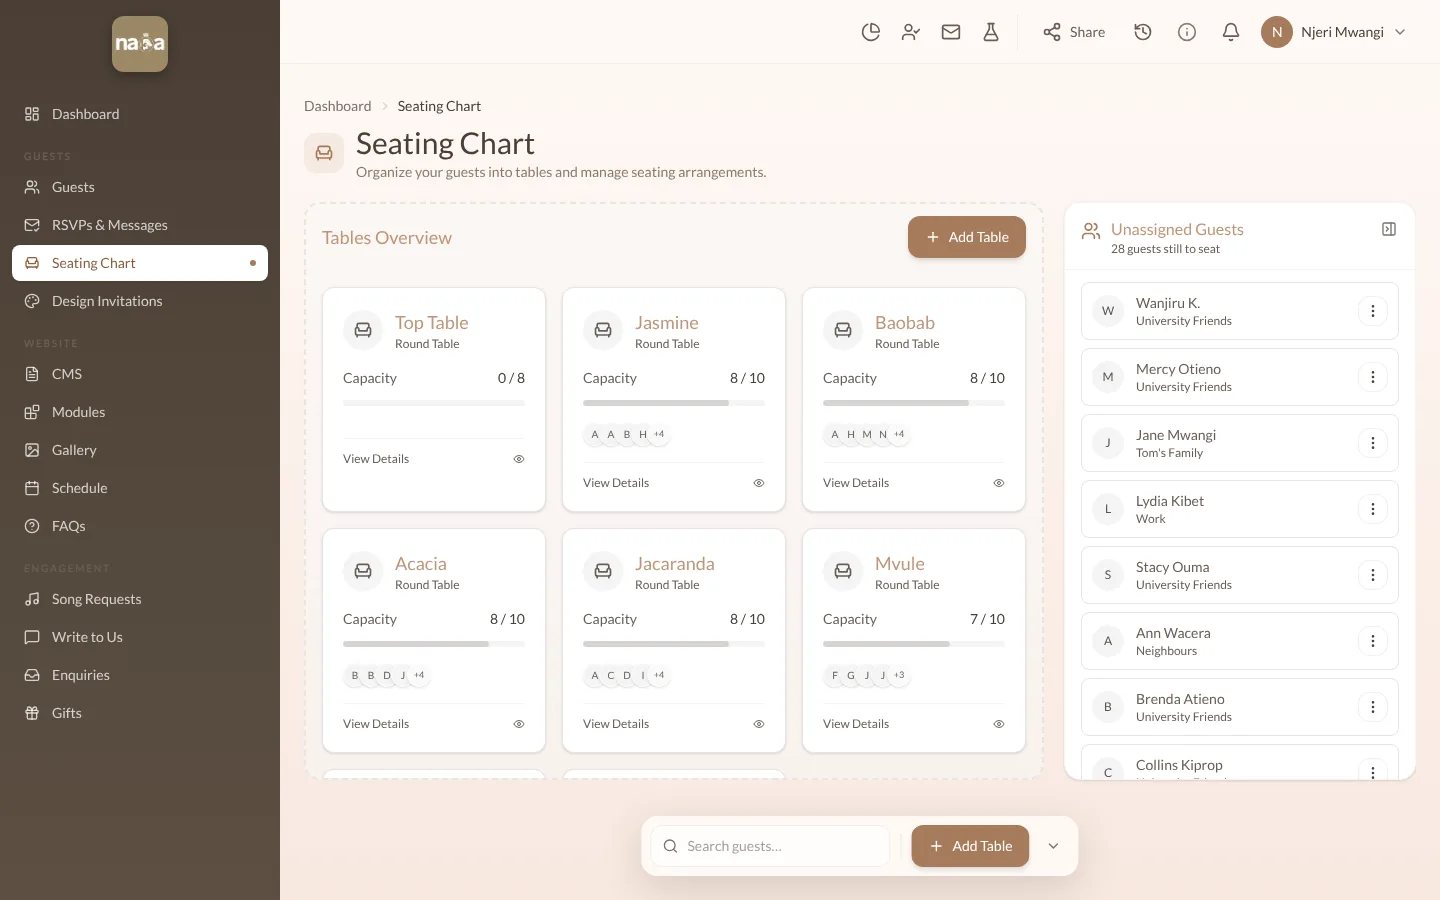 Dashboard
GUESTS
Guests
RSVPs & Messages
Seating Chart
Design Invitations
WEBSITE
CMS
Modules
Gallery
Schedule
FAQs
ENGAGEMENT
Song Requests
Write to Us
Enquiries
Gifts
Share
N
Njeri Mwangi
Dashboard > Seating Chart
Seating Chart
Organize your guests into tables and manage seating arrangements.
Tables Overview
+ Add Table
Top Table
Round Table
Capacity 0 / 8
View Details
Jasmine
Round Table
Capacity 8 / 10
A A B H +4
View Details
Baobab
Round Table
Capacity 8 / 10
A H M N +4
View Details
Acacia
Round Table
Capacity 8 / 10
B B D J +4
View Details
Jacaranda
Round Table
Capacity 8 / 10
A C D I +4
View Details
Mvule
Round Table
Capacity 7 / 10
F G J J +3
View Details
Unassigned Guests
28 guests still to seat
W
Wanjiru K.
University Friends
M
Mercy Otieno
University Friends
J
Jane Mwangi
Tom's Family
L
Lydia Kibet
Work
S
Stacy Ouma
University Friends
A
Ann Wacera
Neighbours
B
Brenda Atieno
University Friends
C
Collins Kiprop
Search guests...
+ Add Table